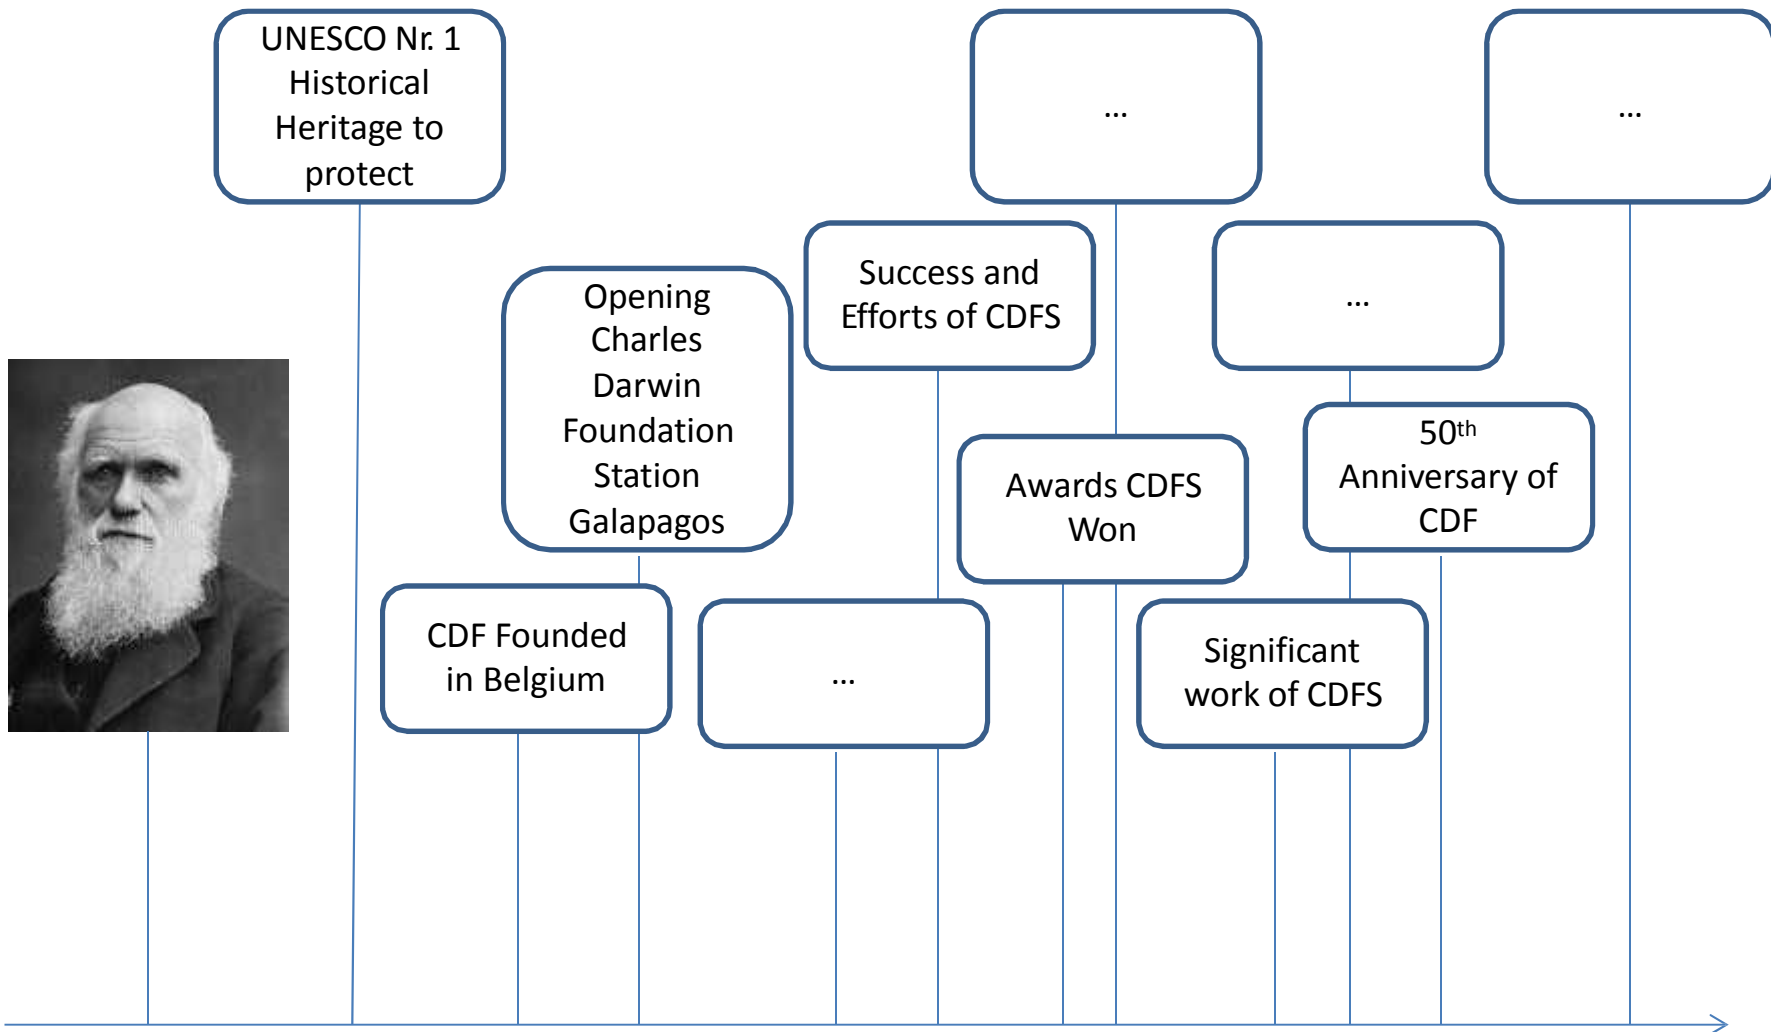 UNESCO Nr. 1
Historical
Heritage to
protect
...
...
Success and
Efforts of CDFS
...
Opening
Charles
Darwin
Foundation
Station
Galapagos
50th
Anniversary of
CDF
Awards CDFS
Won
CDF Founded
in Belgium
...
Significant
work of CDFS